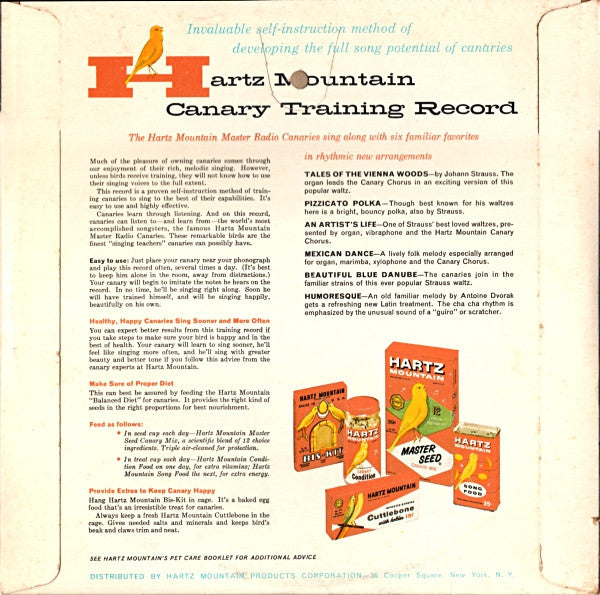 Invaluable self-instruction method of
developing the full song potential of canaries
Hartz Mountain
Canary Training Record
The Hartz Mountain Master Radio Canaries sing along with six familiar favorites
in rhythmic new arrangements
Much of the pleasure of owning canaries comes through
our enjoyment of their rich, melodic singing. However,
unless birds receive training, they will not know how to use
their singing voices to the full extent.
This record is a proven self-instruction method of train-
ing canaries to sing to the best of their capabilities. It's
easy to use and highly effective.
Canaries learn through listening. And on this record,
canaries can listen to—and learn from—the world's most
accomplished songsters, the famous Hartz Mountain
Master Radio Canaries. These remarkable birds are the
finest "singing teachers" canaries can possibly have.
Easy to use: Just place your canary near your phonograph
and play this record often, several times a day. (It's best
to keep him alone in the room, away from distractions.)
Your canary will begin to imitate the notes he hears on the
record. In no time, he'll be singing right along. Soon he
will have trained himself, and will be singing happily,
beautifully on his own.
Healthy, Happy Canaries Sing Sooner and More Often
You can expect better results from this training record if
you take steps to make sure your bird is happy and in the
best of health. Your canary will learn to sing sooner, he'll
feel like singing more often, and he'll sing with greater
beauty and better tone if you follow this advice from the
canary experts at Hartz Mountain.
Make Sure of Proper Diet
This can best be assured by feeding the Hartz Mountain
"Balanced Diet" for canaries. It provides the right kind of
seeds in the right proportions for best nourishment.
Feed as follows:
• In seed cup each day—Hartz Mountain Master
Seed Canary Mix, a scientific blend of 12 choice
ingredients. Triple air-cleaned for protection.
• In treat cup each day—Hartz Mountain Condi-
tion Food on one day, for extra vitamins; Hartz
Mountain Song Food the next, for extra energy.
Provide Extras to Keep Canary Happy
Hang Hartz Mountain Bis-Kit in cage. It's a baked egg
food that's an irresistible treat for canaries.
Always keep a fresh Hartz Mountain Cuttlebone in the
cage. Gives needed salts and minerals and keeps bird's
beak and claws trim and neat.
TALES OF THE VIENNA WOODS—by Johann Strauss. The
organ leads the Canary Chorus in an exciting version of this
popular waltz.
PIZZICATO POLKA—Though best known for his waltzes
here is a bright, bouncy polka, also by Strauss.
AN ARTIST'S LIFE—One of Strauss' best loved waltzes, pre-
sented by organ, vibraphone and the Hartz Mountain Canary
Chorus.
MEXICAN DANCE—A lively folk melody especially arranged
for organ, marimba, xylophone and the Canary Chorus.
BEAUTIFUL BLUE DANUBE—The canaries join in the
familiar strains of this ever popular Strauss waltz.
HUMORESQUE—An old familiar melody by Antoine Dvorak
gets a refreshing new Latin treatment. The cha cha rhythm is
emphasized by the unusual sound of a "guiro" or scratcher.
HARTZ MOUNTAIN
BIS-KIT
HARTZ
Condition
HARTZ
MOUNTAIN
MASTER
SEED
CANARY MIX
HARTZ
MOUNTAIN
SONG
FOOD
HARTZ MOUNTAIN
Cuttlebone
with holder 15¢
SEE HARTZ MOUNTAIN'S PET CARE BOOKLET FOR ADDITIONAL ADVICE
DISTRIBUTED BY HARTZ MOUNTAIN PRODUCTS CORPORATION—36 Cooper Square, New York, N. Y.